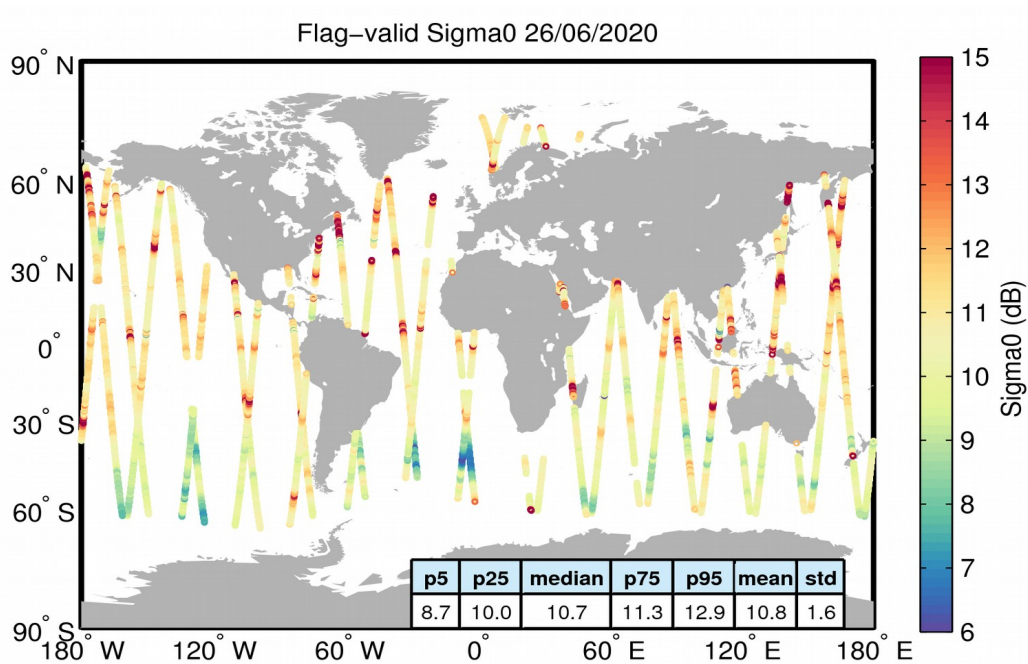 Flag–valid Sigma0 26/06/2020
90° N
60° N
30° N
0°
30° S
60° S
90° S
180° W 120° W 60° W 0° 60° E 120° E 180° E
15
14
13
12
11
10
9
8
7
6
Sigma0 (dB)
p5 p25 median p75 p95 mean std
8.7 10.0 10.7 11.3 12.9 10.8 1.6